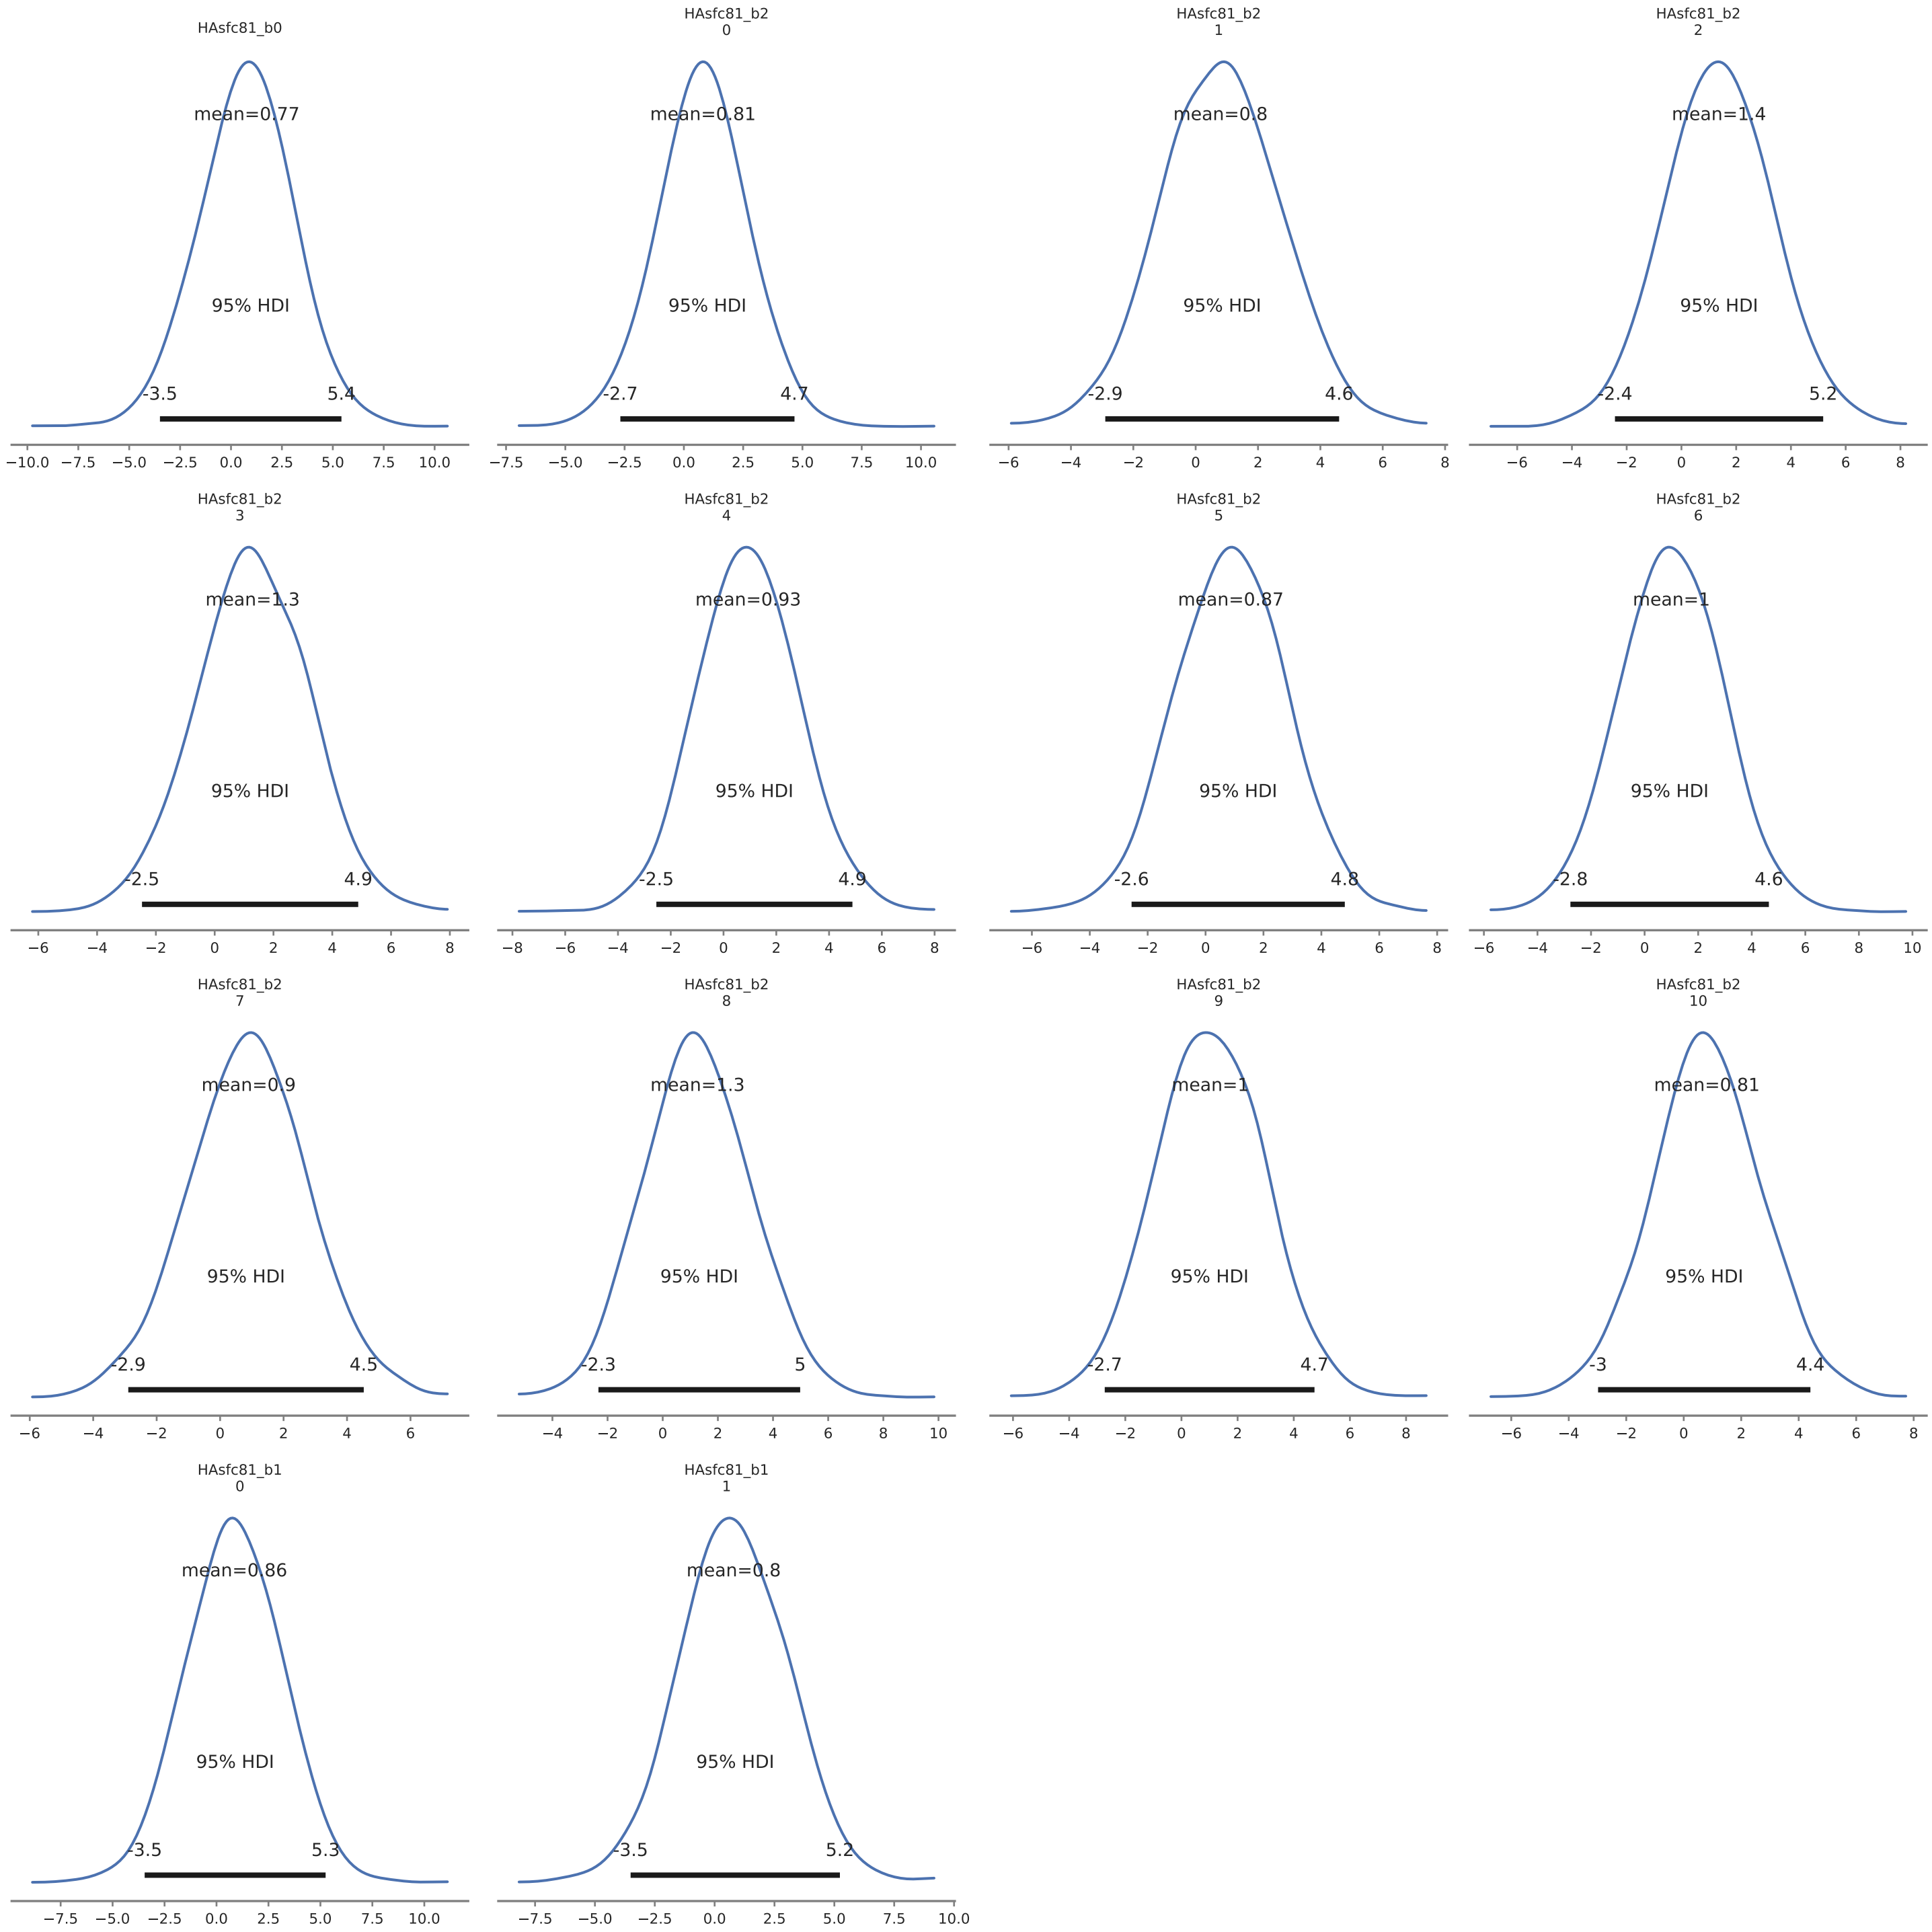 HAsfc81_b0
mean=0.77
95% HDI
-3.5 5.4
−10.0 −7.5 −5.0 −2.5 0.0 2.5 5.0 7.5 10.0
HAsfc81_b2
0
mean=0.81
95% HDI
-2.7 4.7
−7.5 −5.0 −2.5 0.0 2.5 5.0 7.5 10.0
HAsfc81_b2
1
mean=0.8
95% HDI
-2.9 4.6
−6 −4 −2 0 2 4 6 8
HAsfc81_b2
2
mean=1.4
95% HDI
-2.4 5.2
−6 −4 −2 0 2 4 6 8
HAsfc81_b2
3
mean=1.3
95% HDI
-2.5 4.9
−6 −4 −2 0 2 4 6 8
HAsfc81_b2
4
mean=0.93
95% HDI
-2.5 4.9
−8 −6 −4 −2 0 2 4 6 8
HAsfc81_b2
5
mean=0.87
95% HDI
-2.6 4.8
−6 −4 −2 0 2 4 6 8
HAsfc81_b2
6
mean=1
95% HDI
-2.8 4.6
−6 −4 −2 0 2 4 6 8 10
HAsfc81_b2
7
mean=0.9
95% HDI
-2.9 4.5
−6 −4 −2 0 2 4 6
HAsfc81_b2
8
mean=1.3
95% HDI
-2.3 5
−4 −2 0 2 4 6 8 10
HAsfc81_b2
9
mean=1
95% HDI
-2.7 4.7
−6 −4 −2 0 2 4 6 8
HAsfc81_b2
10
mean=0.81
95% HDI
-3 4.4
−6 −4 −2 0 2 4 6 8
HAsfc81_b1
0
mean=0.86
95% HDI
-3.5 5.3
−7.5 −5.0 −2.5 0.0 2.5 5.0 7.5 10.0
HAsfc81_b1
1
mean=0.8
95% HDI
-3.5 5.2
−7.5 −5.0 −2.5 0.0 2.5 5.0 7.5 10.0